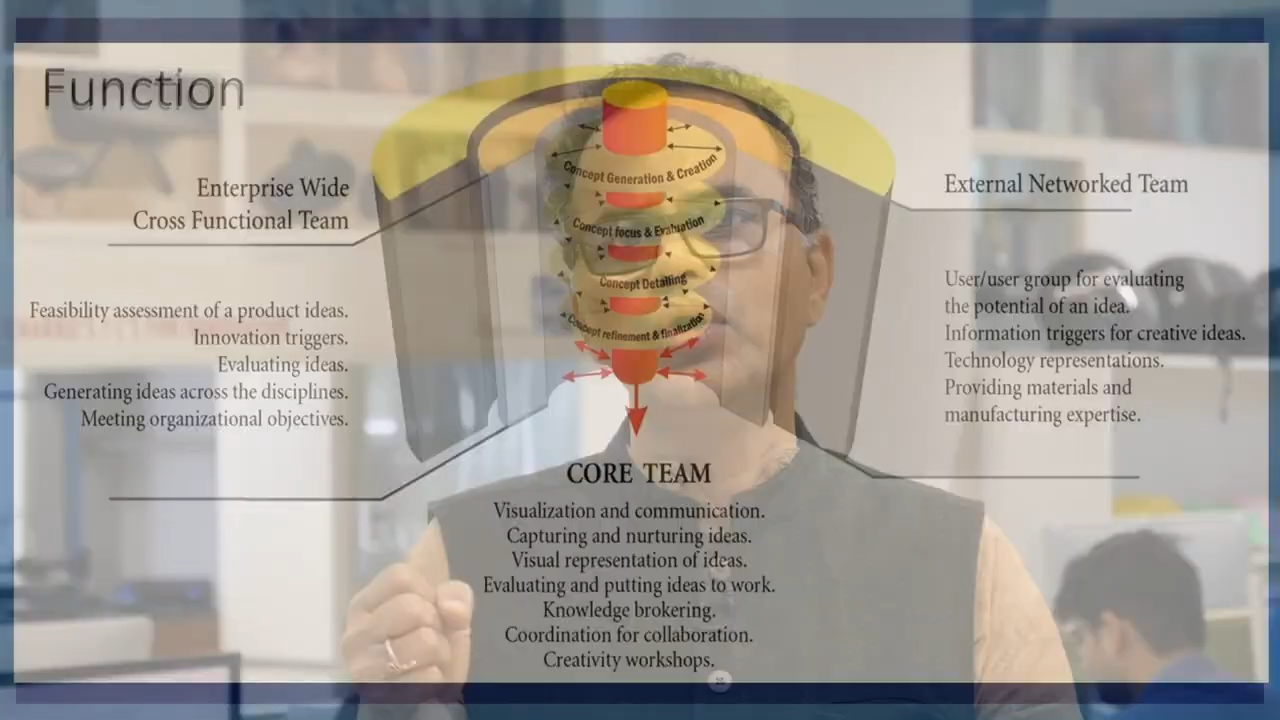 Function
Enterprise Wide
Cross Functional Team
Feasibility assessment of a product ideas.
Innovation triggers.
Evaluating ideas.
Generating ideas across the disciplines.
Meeting organizational objectives.
Concept Generation & Creation
Concept focus & Evaluation
Concept Detailing
Concept refinement & finalization
External Networked Team
User/user group for evaluating
the potential of an idea.
Information triggers for creative ideas.
Technology representations.
Providing materials and
manufacturing expertise.
CORE TEAM
Visualization and communication.
Capturing and nurturing ideas.
Visual representation of ideas.
Evaluating and putting ideas to work.
Knowledge brokering.
Coordination for collaboration.
Creativity workshops.